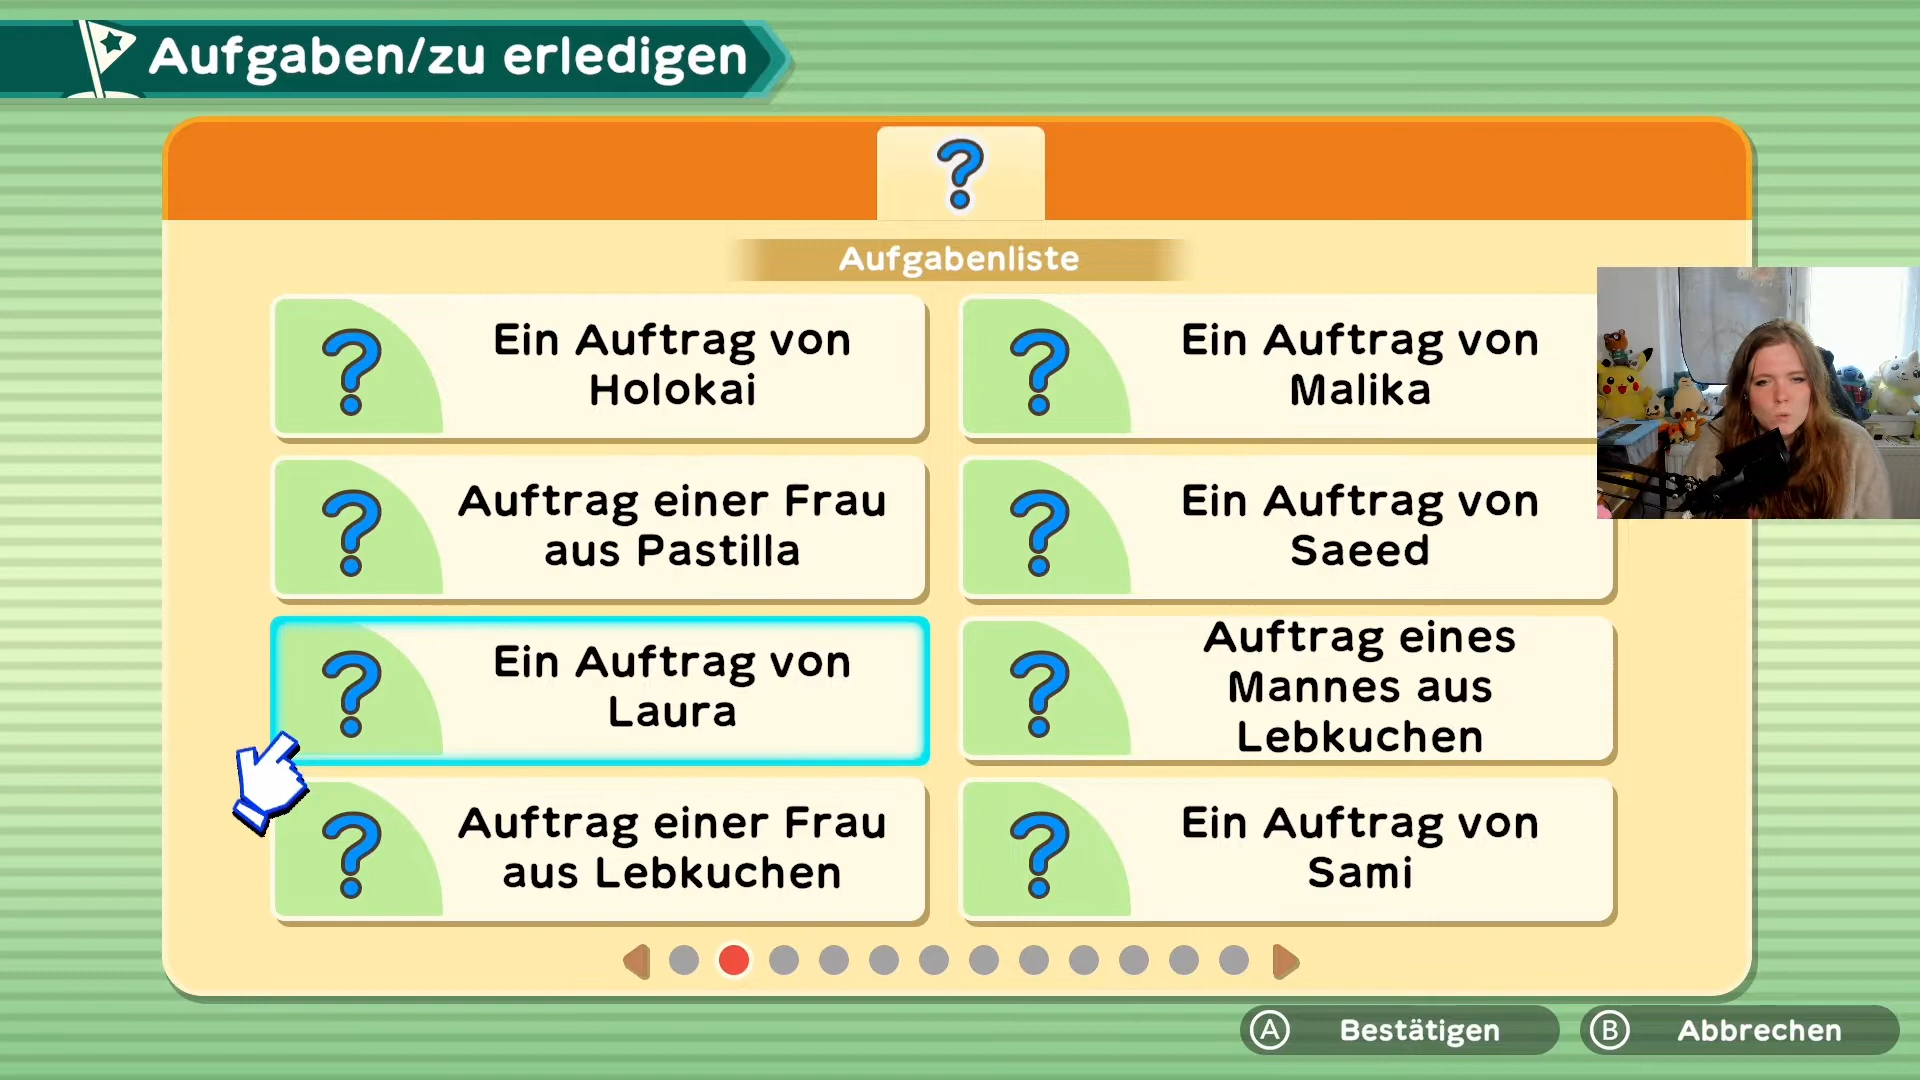 Aufgaben/zu erledigen
Aufgabenliste
Ein Auftrag von
Holokai
Ein Auftrag von
Malika
Auftrag einer Frau
aus Pastilla
Ein Auftrag von
Saeed
Ein Auftrag von
Laura
Auftrag eines
Mannes aus
Lebkuchen
Auftrag einer Frau
aus Lebkuchen
Ein Auftrag von
Sami
A Bestätigen
B Abbrechen